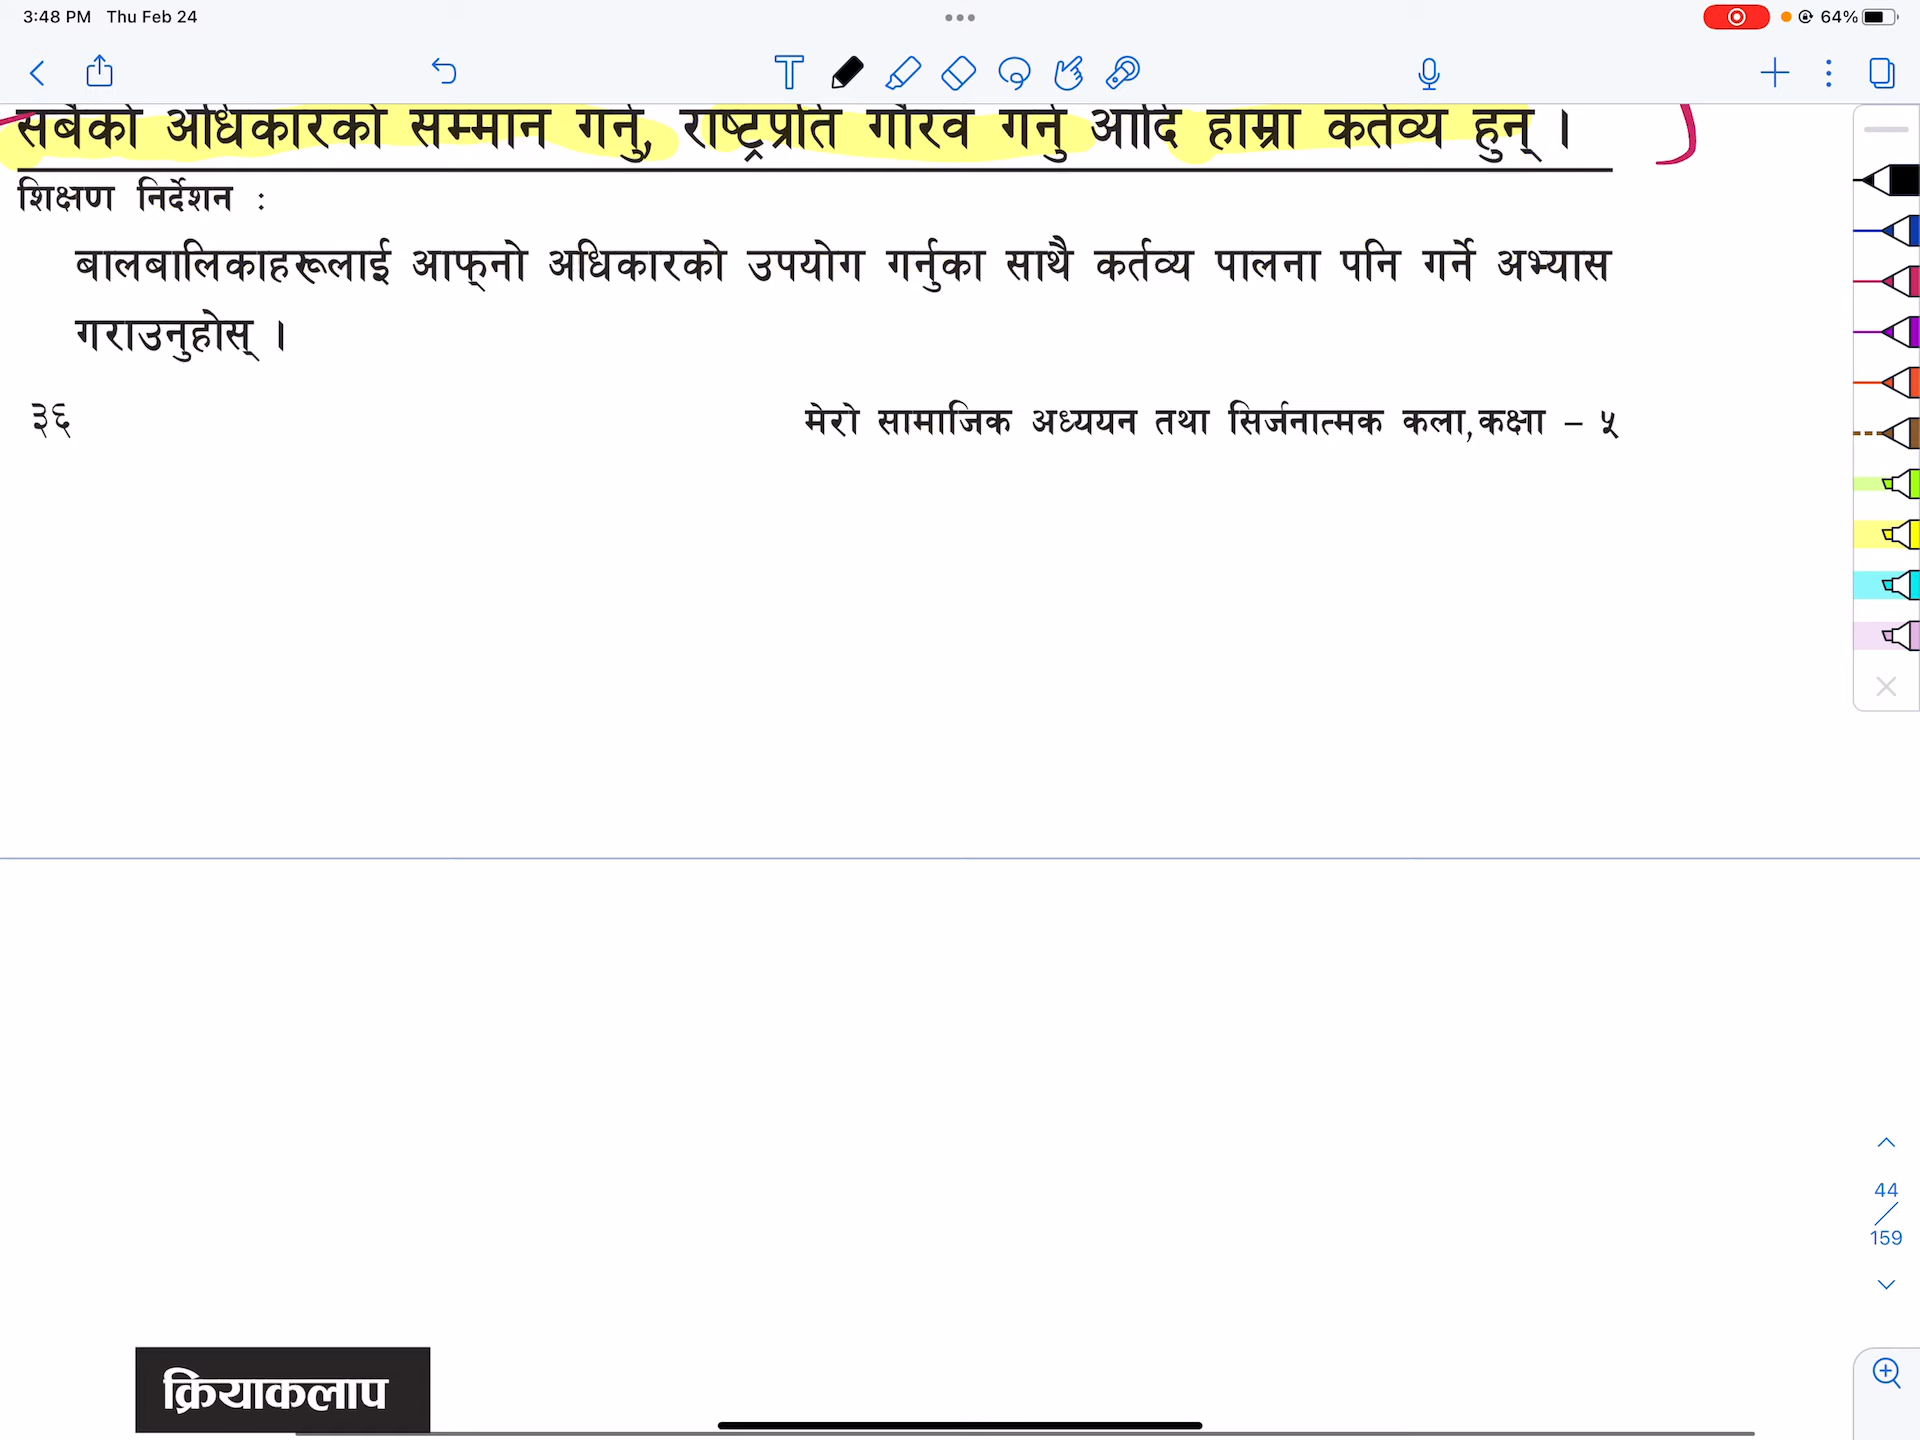 3:48 PM Thu Feb 24
64%
सबैको अधिकारको सम्मान गर्नु, राष्ट्रप्रति गौरव गर्नु आदि हाम्रा कर्तव्य हुन् ।
शिक्षण निर्देशन :
बालबालिकाहरूलाई आफ्‌नो अधिकारको उपयोग गर्नुका साथै कर्तव्य पालना पनि गर्ने अभ्यास
गराउनुहोस् ।
३६
मेरो सामाजिक अध्ययन तथा सिर्जनात्मक कला,कक्षा – ५
44
159
क्रियाकलाप